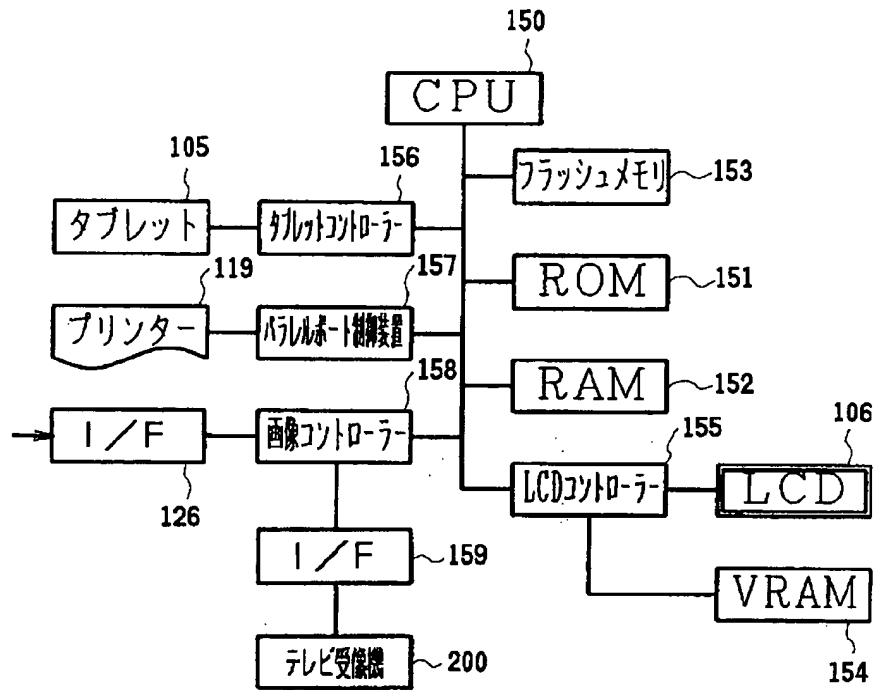 150
CPU
105
156
フラッシュメモリ
153
タブレット
タブレットコントローラー
119
157
ROM
151
プリンター
パラレルポート制御装置
158
RAM
152
155
106
I/F
画像コントローラー
LCDコントローラー
LCD
126
I/F
159
VRAM
154
テレビ受像機
200